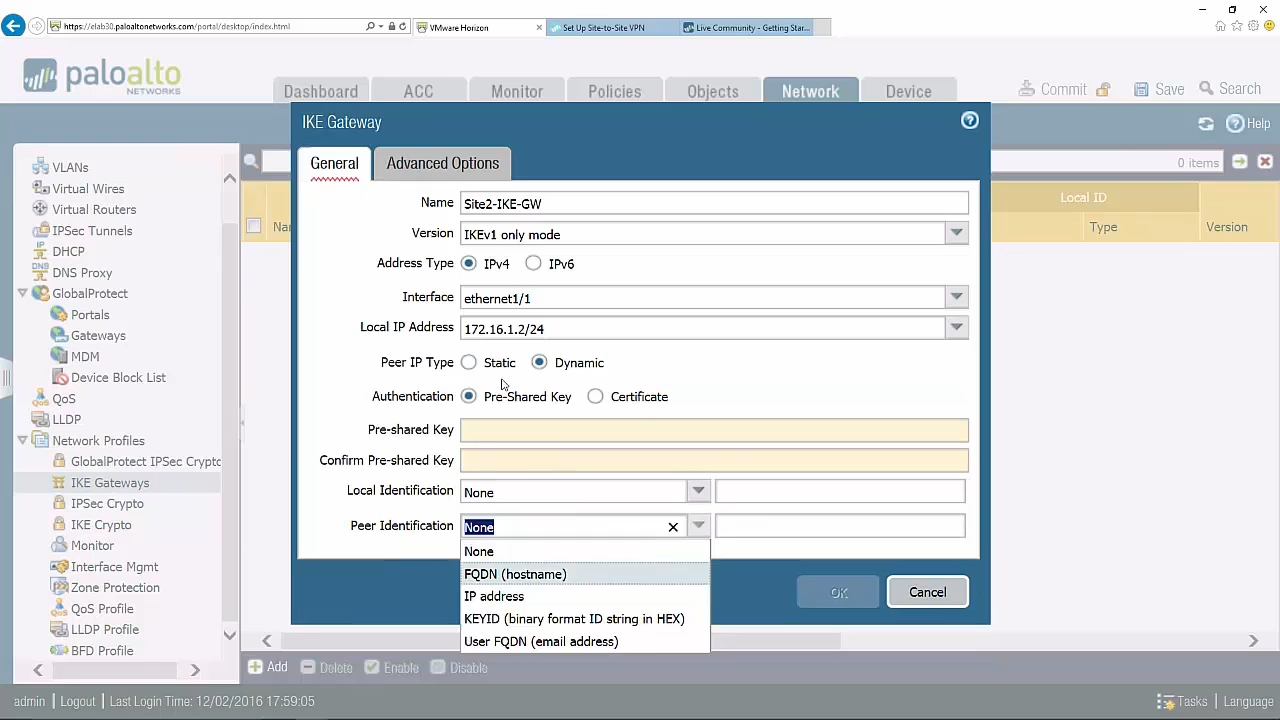 https://elab30.paloaltonetworks.com/portal/desktop/index.html
VMware Horizon
Set Up Site-to-Site VPN
Live Community - Getting Star...
paloalto
NETWORKS
Dashboard
ACC
Monitor
Policies
Objects
Network
Device
Commit
Save
Search
Help
IKE Gateway
General
Advanced Options
0 items
Local ID
Nar
Type
Version
VLANs
Virtual Wires
Virtual Routers
IPSec Tunnels
DHCP
DNS Proxy
GlobalProtect
Portals
Gateways
MDM
Device Block List
QoS
LLDP
Network Profiles
GlobalProtect IPSec Crypto
IKE Gateways
IPSec Crypto
IKE Crypto
Monitor
Interface Mgmt
Zone Protection
QoS Profile
LLDP Profile
BFD Profile
Name Site2-IKE-GW
Version IKEv1 only mode
Address Type IPv4 IPv6
Interface ethernet1/1
Local IP Address 172.16.1.2/24
Peer IP Type Static Dynamic
Authentication Pre-Shared Key Certificate
Pre-shared Key
Confirm Pre-shared Key
Local Identification None
Peer Identification None
None
FQDN (hostname)
IP address
KEYID (binary format ID string in HEX)
User FQDN (email address)
OK
Cancel
Add
Delete
Enable
Disable
admin | Logout | Last Login Time: 12/02/2016 17:59:05
Tasks | Language